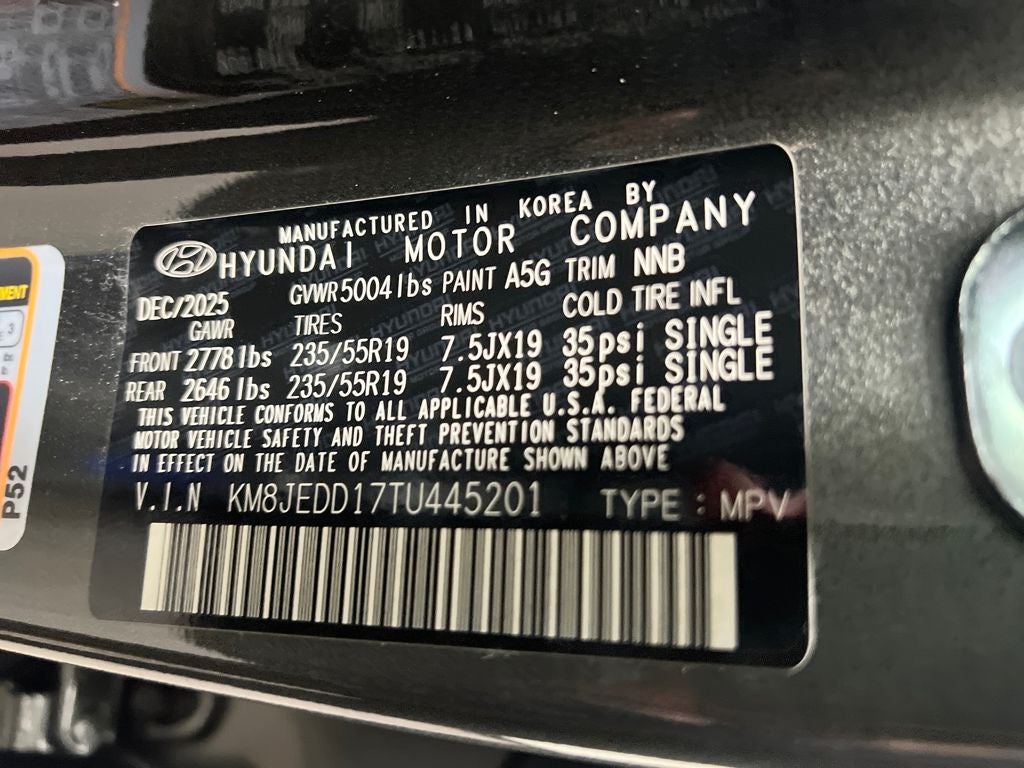 MANUFACTURED IN KOREA BY
HYUNDAI MOTOR COMPANY
DEC/2025 GVWR 5004lbs PAINT A5G TRIM NNB
GAWR TIRES RIMS COLD TIRE INFL
FRONT 2778lbs 235/55R19 7.5JX19 35psi SINGLE
REAR 2646lbs 235/55R19 7.5JX19 35psi SINGLE
THIS VEHICLE CONFORMS TO ALL APPLICABLE U.S.A. FEDERAL
MOTOR VEHICLE SAFETY AND THEFT PREVENTION STANDARDS
IN EFFECT ON THE DATE OF MANUFACTURE SHOWN ABOVE
V.I.N KM8JEDD17TU445201 TYPE : MPV
P52